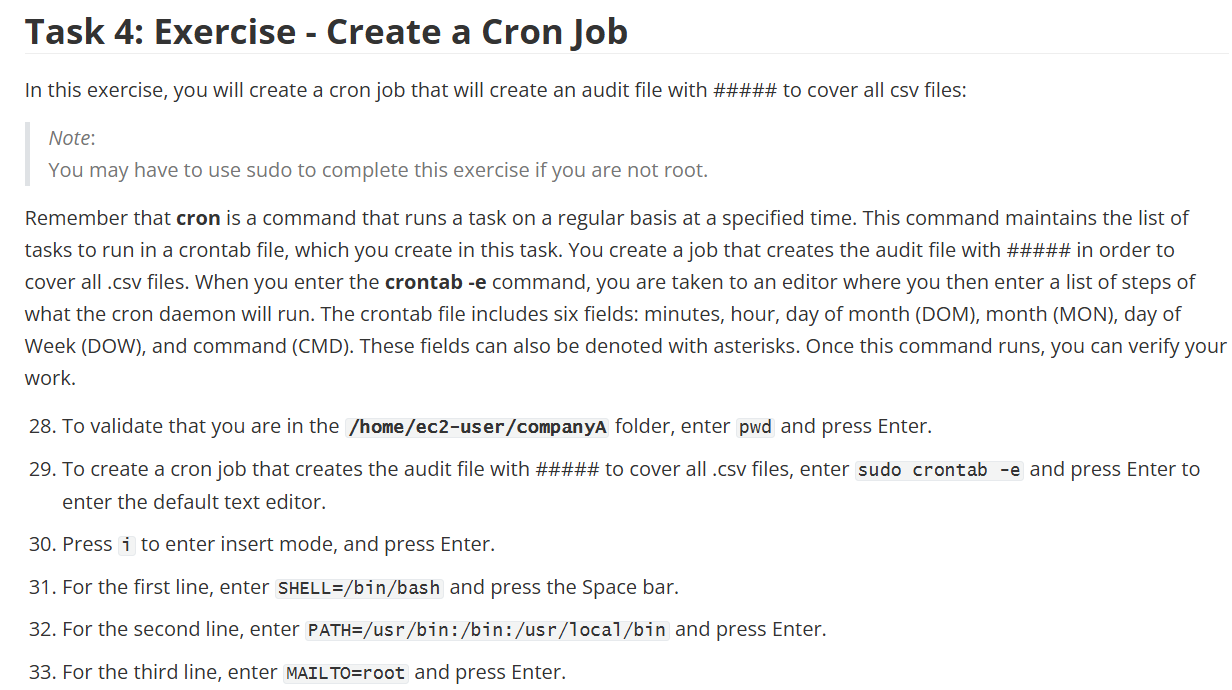 Task 4: Exercise - Create a Cron Job
In this exercise, you will create a cron job that will create an audit file with ##### to cover all csv files:
Note:
You may have to use sudo to complete this exercise if you are not root.
Remember that cron is a command that runs a task on a regular basis at a specified time. This command maintains the list of
tasks to run in a crontab file, which you create in this task. You create a job that creates the audit file with ##### in order to
cover all .csv files. When you enter the crontab -e command, you are taken to an editor where you then enter a list of steps of
what the cron daemon will run. The crontab file includes six fields: minutes, hour, day of month (DOM), month (MON), day of
Week (DOW), and command (CMD). These fields can also be denoted with asterisks. Once this command runs, you can verify your
work.
28. To validate that you are in the /home/ec2-user/companyA folder, enter pwd and press Enter.
29. To create a cron job that creates the audit file with ##### to cover all .csv files, enter sudo crontab -e and press Enter to
enter the default text editor.
30. Press i to enter insert mode, and press Enter.
31. For the first line, enter SHELL=/bin/bash and press the Space bar.
32. For the second line, enter PATH=/usr/bin:/bin:/usr/local/bin and press Enter.
33. For the third line, enter MAILTO=root and press Enter.